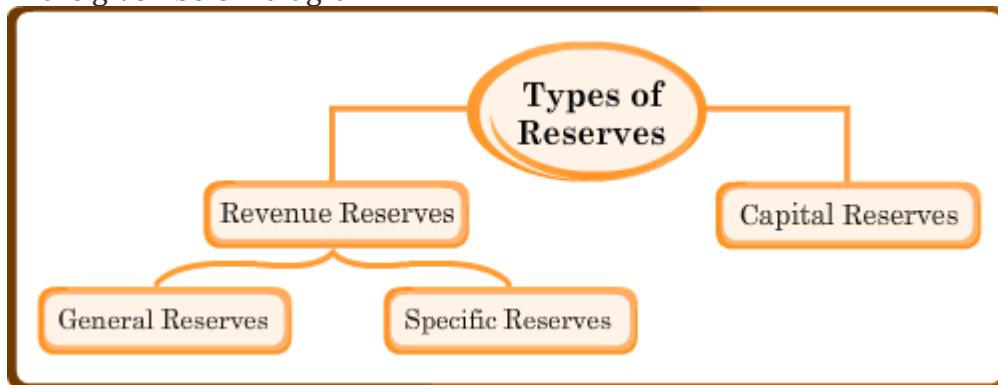 Types of
Reserves
Revenue Reserves
Capital Reserves
General Reserves
Specific Reserves